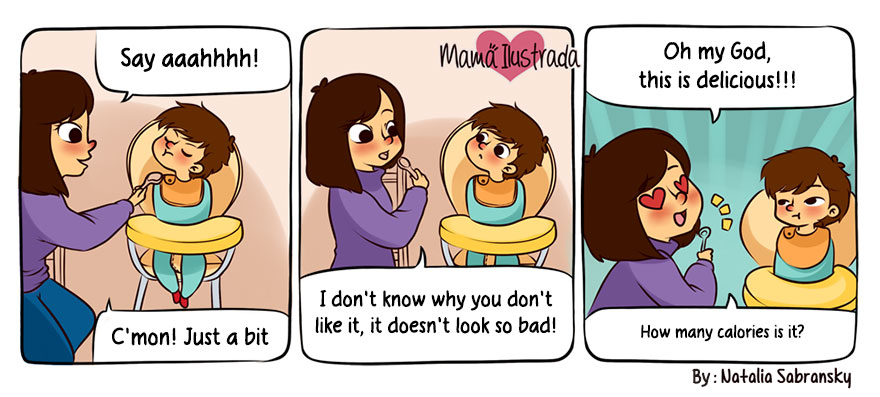 Say aaahhhh!
C'mon! Just a bit
Mamá Ilustrada
I don't know why you don't
like it, it doesn't look so bad!
Oh my God,
this is delicious!!!
How many calories is it?
By : Natalia Sabransky